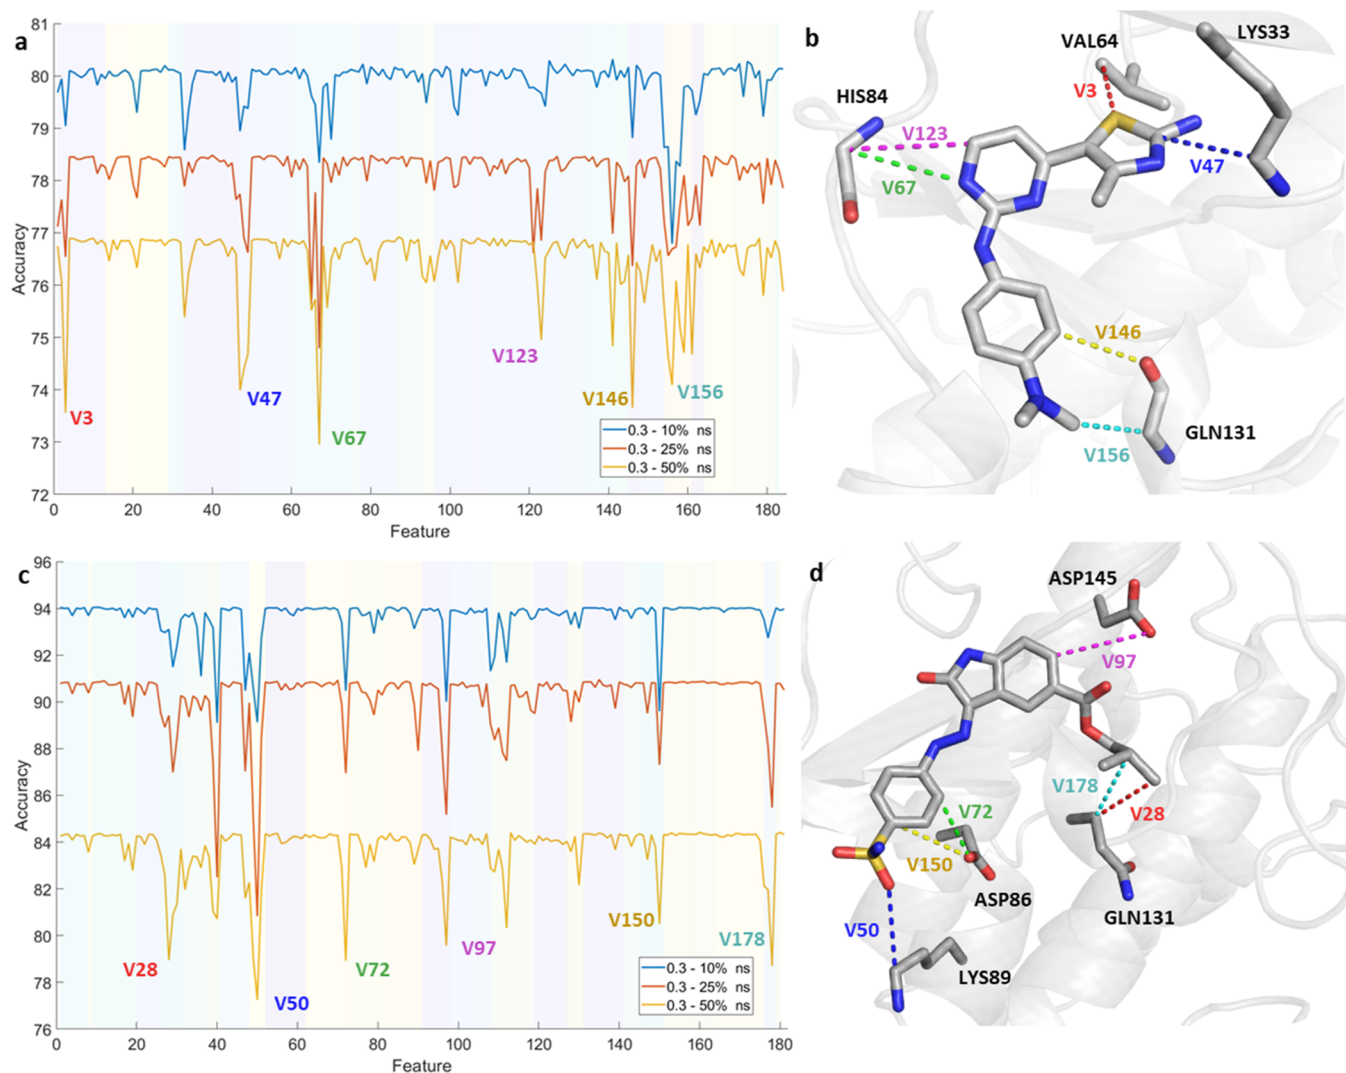 a
81
80
79
78
77
76
75
74
73
72
Accuracy
0
20
40
60
80
100
120
140
160
180
Feature
V3
V47
V67
V123
V146
V156
0.3 - 10% ns
0.3 - 25% ns
0.3 - 50% ns
b
HIS84
VAL64
LYS33
V3
V123
V67
V47
V146
V156
GLN131
c
96
94
92
90
88
86
84
82
80
78
76
Accuracy
0
20
40
60
80
100
120
140
160
180
Feature
V28
V50
V72
V97
V150
V178
0.3 - 10% ns
0.3 - 25% ns
0.3 - 50% ns
d
ASP145
V97
V178
V28
V72
V150
ASP86
GLN131
V50
LYS89